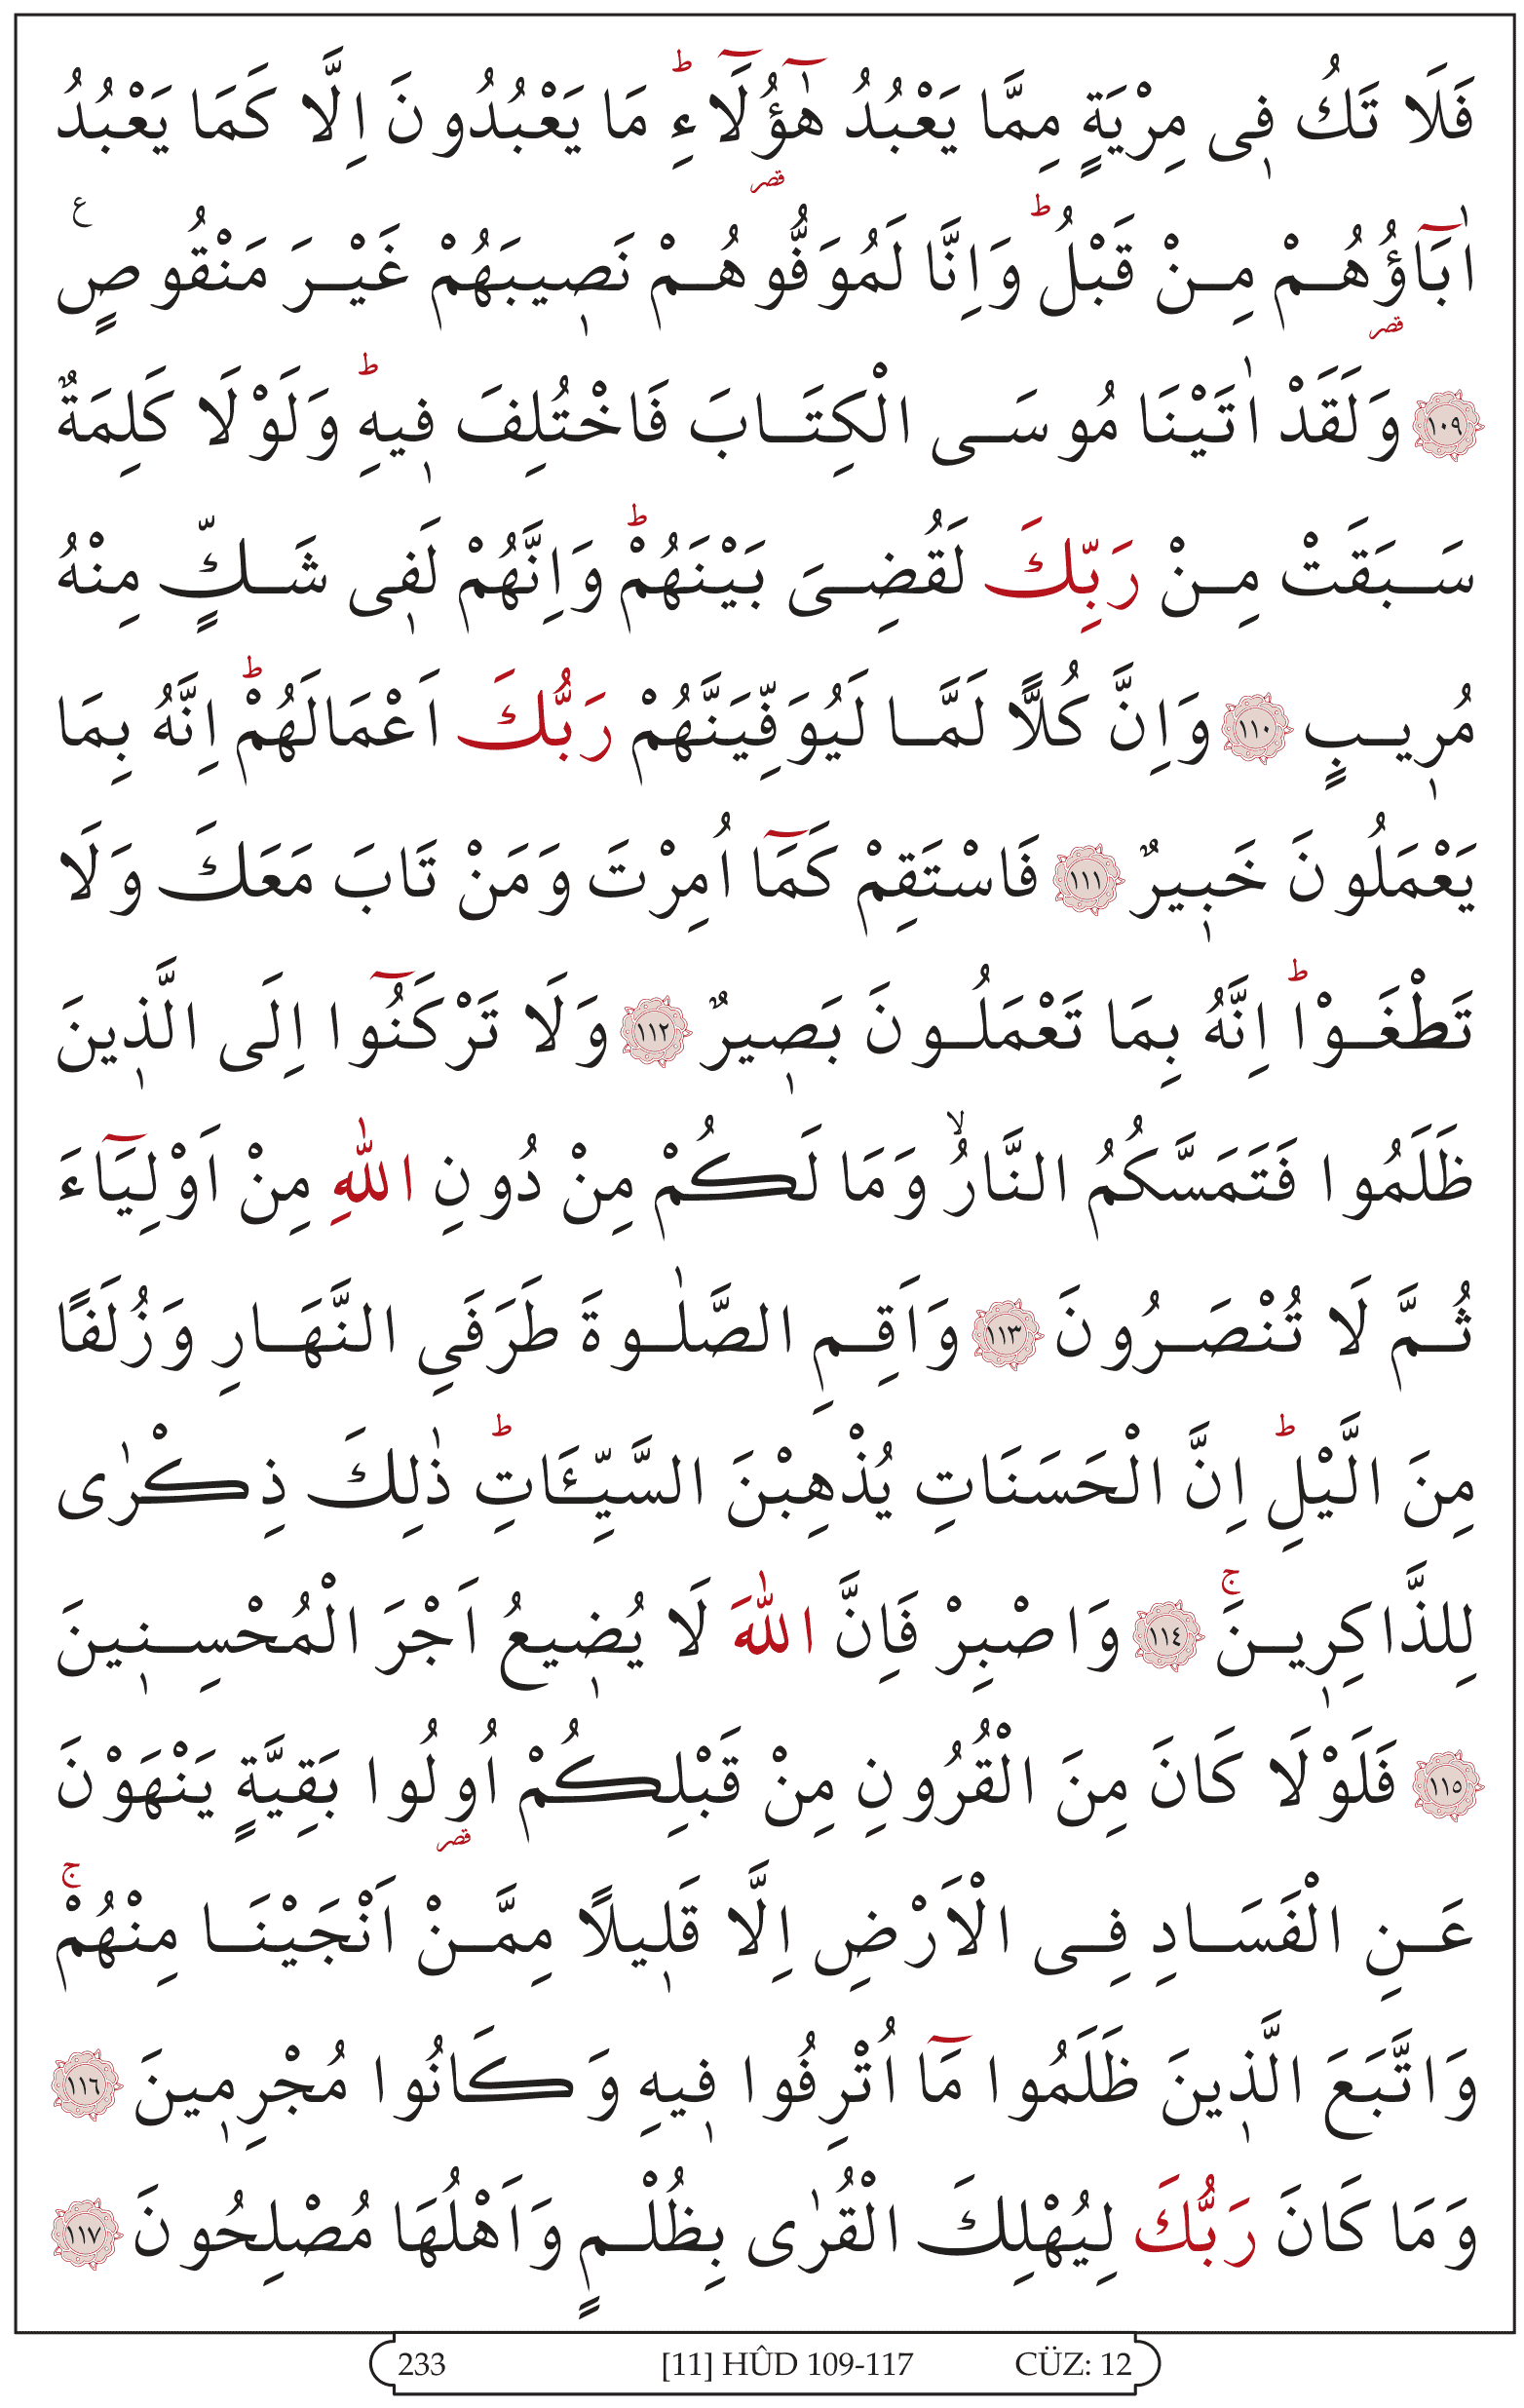 فَلَا تَكُ ف۪ى مِرْيَةٍ مِمَّا يَعْبُدُ هٰٓؤُ۬لَٓاءِۜ مَا يَعْبُدُونَ اِلَّا كَمَا يَعْبُدُ
اٰبَٓاؤُ۬هُمْ مِنْ قَبْلُۜ وَاِنَّا لَمُوَفُّوهُمْ نَص۪يبَهُمْ غَيْرَ مَنْقُوصٍ ع
﴿١٠٩﴾ وَلَقَدْ اٰتَيْنَا مُوسَى الْكِتَابَ فَاخْتُلِفَ ف۪يهِۜ وَلَوْلَا كَلِمَةٌ
سَبَقَتْ مِنْ رَبِّكَ لَقُضِىَ بَيْنَهُمْۜ وَاِنَّهُمْ لَف۪ى شَكٍّ مِنْهُ
مُر۪يبٍ ﴿١١٠﴾ وَاِنَّ كُلًّا لَمَّا لَيُوَفِّيَنَّهُمْ رَبُّكَ اَعْمَالَهُمْۜ اِنَّهُ بِمَا
يَعْمَلُونَ خَب۪يرٌ ﴿١١١﴾ فَاسْتَقِمْ كَمَٓا اُمِرْتَ وَمَنْ تَابَ مَعَكَ وَلَا
تَطْغَوْاۜ اِنَّهُ بِمَا تَعْمَلُونَ بَص۪يرٌ ﴿١١٢﴾ وَلَا تَرْكَنُٓوا اِلَى الَّذ۪ينَ
ظَلَمُوا فَتَمَسَّكُمُ النَّارُۙ وَمَا لَكُمْ مِنْ دُونِ اللّٰهِ مِنْ اَوْلِيَٓاءَ
ثُمَّ لَا تُنْصَرُونَ ﴿١١٣﴾ وَاَقِمِ الصَّلٰوةَ طَرَفَىِ النَّهَارِ وَزُلَفًا
مِنَ الَّيْلِۜ اِنَّ الْحَسَنَاتِ يُذْهِبْنَ السَّيِّـَٔاتِۜ ذٰلِكَ ذِكْرٰى
لِلذَّاكِر۪ينَۚ ﴿١١٤﴾ وَاصْبِرْ فَاِنَّ اللّٰهَ لَا يُض۪يعُ اَجْرَ الْمُحْسِن۪ينَ
﴿١١٥﴾ فَلَوْلَا كَانَ مِنَ الْقُرُونِ مِنْ قَبْلِكُمْ اُو۬لُوا بَقِيَّةٍ يَنْهَوْنَ
عَنِ الْفَسَادِ فِى الْاَرْضِ اِلَّا قَل۪يلًا مِمَّنْ اَنْجَيْنَا مِنْهُمْۚ
وَاتَّبَعَ الَّذ۪ينَ ظَلَمُوا مَٓا اُتْرِفُوا ف۪يهِ وَكَانُوا مُجْرِم۪ينَ ﴿١١٦﴾
وَمَا كَانَ رَبُّكَ لِيُهْلِكَ الْقُرٰى بِظُلْمٍ وَاَهْلُهَا مُصْلِحُونَ ﴿١١٧﴾
233 [11] HÛD 109-117 CÜZ: 12